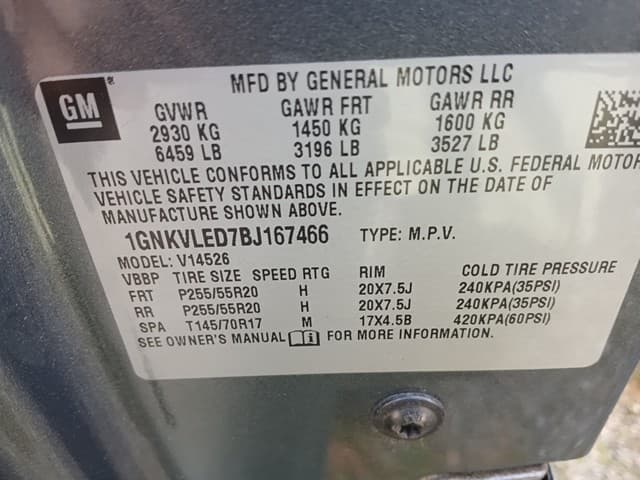 MFD BY GENERAL MOTORS LLC
GM
GVWR GAWR FRT GAWR RR
2930 KG 1450 KG 1600 KG
6459 LB 3196 LB 3527 LB
THIS VEHICLE CONFORMS TO ALL APPLICABLE U.S. FEDERAL MOTOR
VEHICLE SAFETY STANDARDS IN EFFECT ON THE DATE OF
MANUFACTURE SHOWN ABOVE.
1GNKVLED7BJ167466 TYPE: M.P.V.
MODEL: V14526
VBBP TIRE SIZE SPEED RTG RIM COLD TIRE PRESSURE
FRT P255/55R20 H 20X7.5J 240KPA(35PSI)
RR P255/55R20 H 20X7.5J 240KPA(35PSI)
SPA T145/70R17 M 17X4.5B 420KPA(60PSI)
SEE OWNER'S MANUAL i FOR MORE INFORMATION.